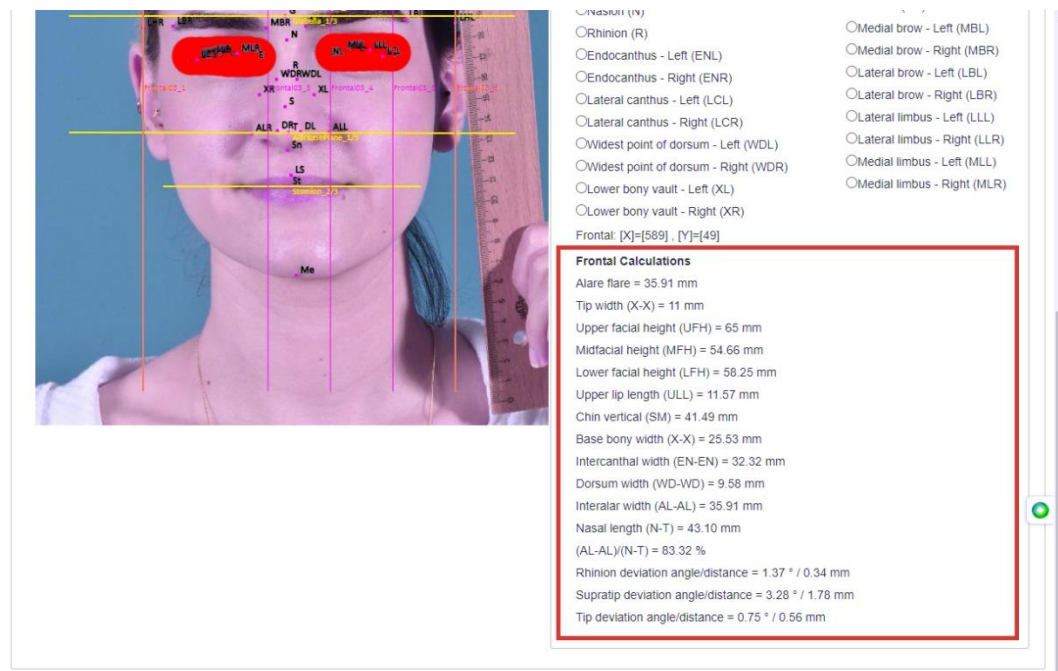 G
MBR
LBR
N
R
WDRWDL
XR
XL
S
Frontal03_1
Frontal03_3
Frontal03_4
ALR
DRT
DL
ALL
Sn
LS
St
Stomion_2/3
Me
Nasion (N)
Rhinion (R)
Endocanthus - Left (ENL)
Endocanthus - Right (ENR)
Lateral canthus - Left (LCL)
Lateral canthus - Right (LCR)
Widest point of dorsum - Left (WDL)
Widest point of dorsum - Right (WDR)
Lower bony vault - Left (XL)
Lower bony vault - Right (XR)
Medial brow - Left (MBL)
Medial brow - Right (MBR)
Lateral brow - Left (LBL)
Lateral brow - Right (LBR)
Lateral limbus - Left (LLL)
Lateral limbus - Right (LLR)
Medial limbus - Left (MLL)
Medial limbus - Right (MLR)
Frontal: [X]=[589] , [Y]=[49]
Frontal Calculations
Alare flare = 35.91 mm
Tip width (X-X) = 11 mm
Upper facial height (UFH) = 65 mm
Midfacial height (MFH) = 54.66 mm
Lower facial height (LFH) = 58.25 mm
Upper lip length (ULL) = 11.57 mm
Chin vertical (SM) = 41.49 mm
Base bony width (X-X) = 25.53 mm
Intercanthal width (EN-EN) = 32.32 mm
Dorsum width (WD-WD) = 9.58 mm
Interalar width (AL-AL) = 35.91 mm
Nasal length (N-T) = 43.10 mm
(AL-AL)/(N-T) = 83.32 %
Rhinion deviation angle/distance = 1.37 ° / 0.34 mm
Supratip deviation angle/distance = 3.28 ° / 1.78 mm
Tip deviation angle/distance = 0.75 ° / 0.56 mm